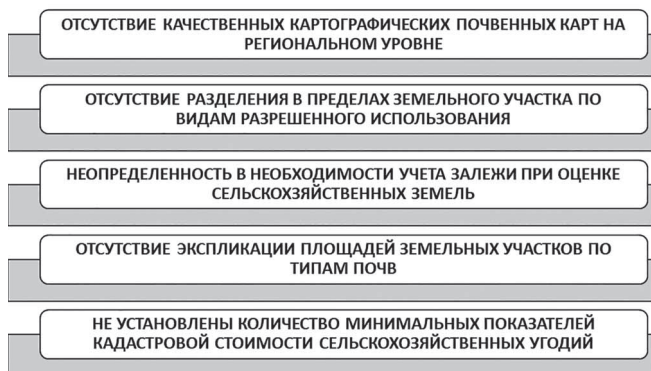 ОТСУТСТВИЕ КАЧЕСТВЕННЫХ КАРТОГРАФИЧЕСКИХ ПОЧВЕННЫХ КАРТ НА
РЕГИОНАЛЬНОМ УРОВНЕ
ОТСУТСТВИЕ РАЗДЕЛЕНИЯ В ПРЕДЕЛАХ ЗЕМЕЛЬНОГО УЧАСТКА ПО
ВИДАМ РАЗРЕШЕННОГО ИСПОЛЬЗОВАНИЯ
НЕОПРЕДЕЛЕННОСТЬ В НЕОБХОДИМОСТИ УЧЕТА ЗАЛЕЖИ ПРИ ОЦЕНКЕ
СЕЛЬСКОХЗЯЙСТВЕННЫХ ЗЕМЕЛЬ
ОТСУТСТВИЕ ЭКСПЛИКАЦИИ ПЛОЩАДЕЙ ЗЕМЕЛЬНЫХ УЧАСТКОВ ПО
ТИПАМ ПОЧВ
НЕ УСТАНОВЛЕНЫ КОЛИЧЕСТВО МИНИМАЛЬНЫХ ПОКАЗАТЕЛЕЙ
КАДАСТРОВОЙ СТОИМОСТИ СЕЛЬСКОХОЗЯЙСТВЕННЫХ УГОДИЙ